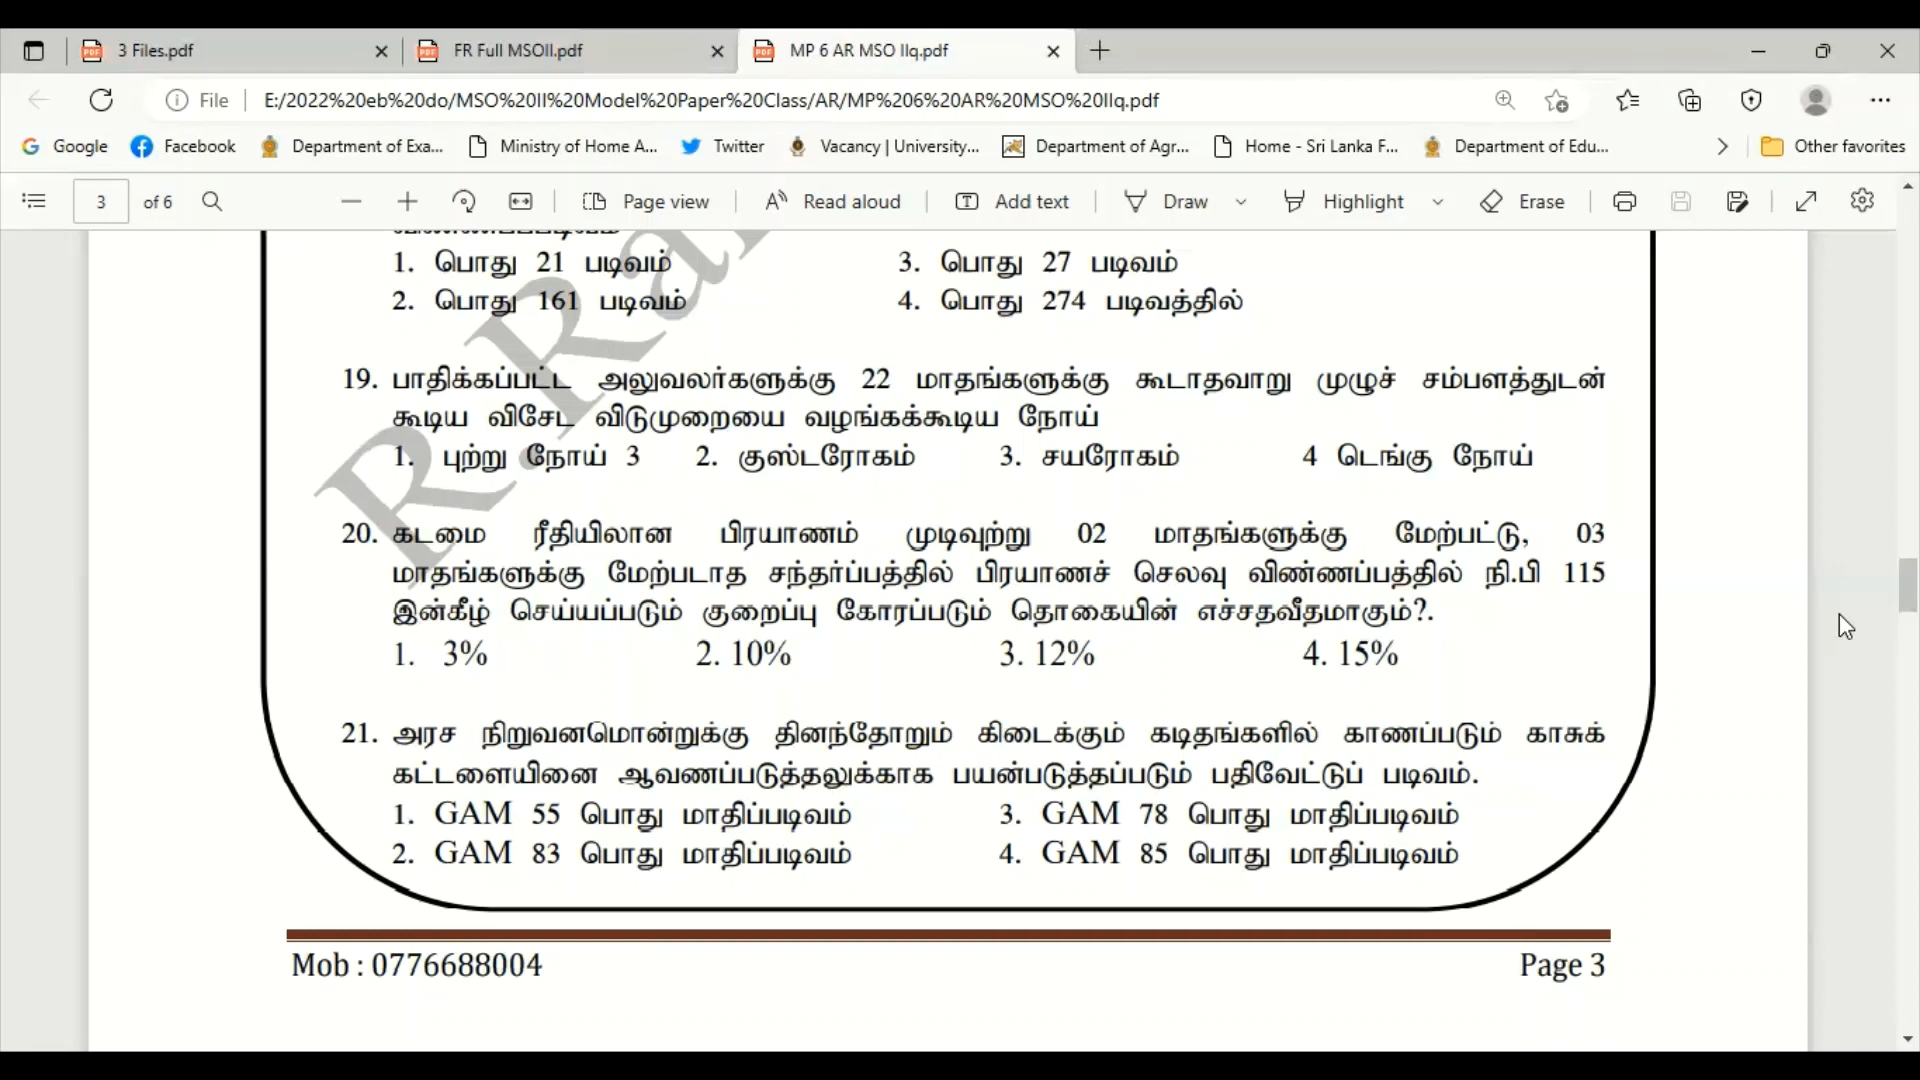 3 Files.pdf
FR Full MSOII.pdf
MP 6 AR MSO IIq.pdf
File
E:/2022%20eb%20do/MSO%20II%20Model%20Paper%20Class/AR/MP%206%20AR%20MSO%20IIq.pdf
Google Facebook Department of Exa... Ministry of Home A... Twitter Vacancy | University... Department of Agr... Home - Sri Lanka F... Department of Edu... Other favorites
3 of 6 Page view Read aloud Add text Draw Highlight Erase
1. பொது 21 படிவம் 3. பொது 27 படிவம்
2. பொது 161 படிவம் 4. பொது 274 படிவத்தில்
19. பாதிக்கப்பட்ட அலுவலர்களுக்கு 22 மாதங்களுக்கு கூடாதவாறு முழுச் சம்பளத்துடன்
கூடிய விசேட விடுமுறையை வழங்கக்கூடிய நோய்
1. புற்று நோய் 3 2. குஸ்டரோகம் 3. சயரோகம் 4 டெங்கு நோய்
20. கடமை ரீதியிலான பிரயாணம் முடிவுற்று 02 மாதங்களுக்கு மேற்பட்டு, 03
மாதங்களுக்கு மேற்படாத சந்தர்ப்பத்தில் பிரயாணச் செலவு விண்ணப்பத்தில் நி.பி 115
இன்கீழ் செய்யப்படும் குறைப்பு கோரப்படும் தொகையின் எச்சதவீதமாகும்?.
1. 3% 2. 10% 3. 12% 4. 15%
21. அரச நிறுவனமொன்றுக்கு தினந்தோறும் கிடைக்கும் கடிதங்களில் காணப்படும் காசுக்
கட்டளையினை ஆவணப்படுத்தலுக்காக பயன்படுத்தப்படும் பதிவேட்டுப் படிவம்.
1. GAM 55 பொது மாதிப்படிவம் 3. GAM 78 பொது மாதிப்படிவம்
2. GAM 83 பொது மாதிப்படிவம் 4. GAM 85 பொது மாதிப்படிவம்
Mob : 0776688004 Page 3